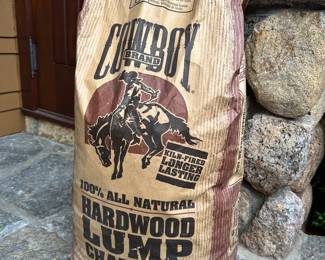 COWBOY
BRAND
KILN-FIRED
LONGER
LASTING
100% ALL NATURAL
HARDWOOD
LUMP